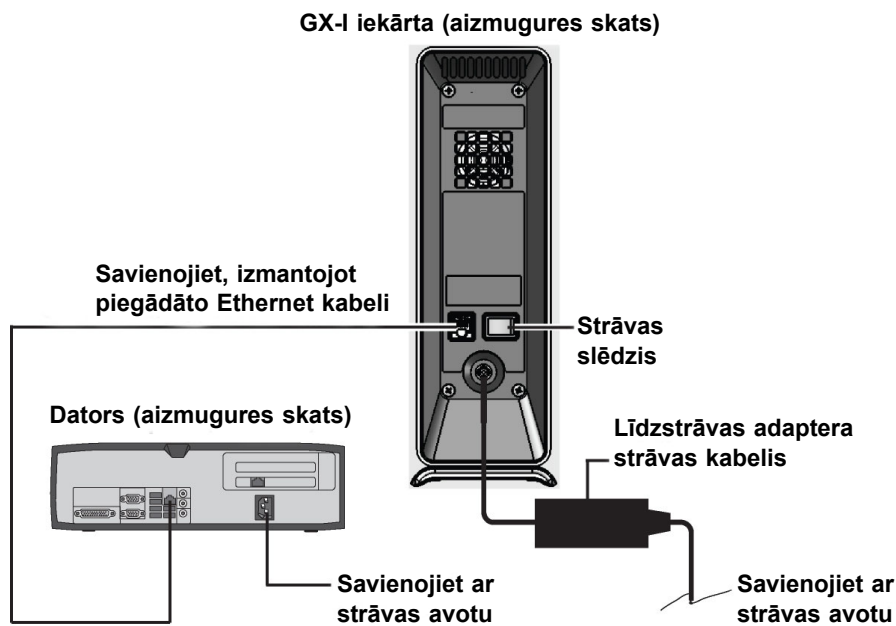 GX-I iekārta (aizmugures skats)
Savienojiet, izmantojot
piegādāto Ethernet kabeli
Strāvas
slēdzis
Dators (aizmugures skats)
Līdzstrāvas adaptera
strāvas kabelis
Savienojiet ar
strāvas avotu
Savienojiet ar
strāvas avotu